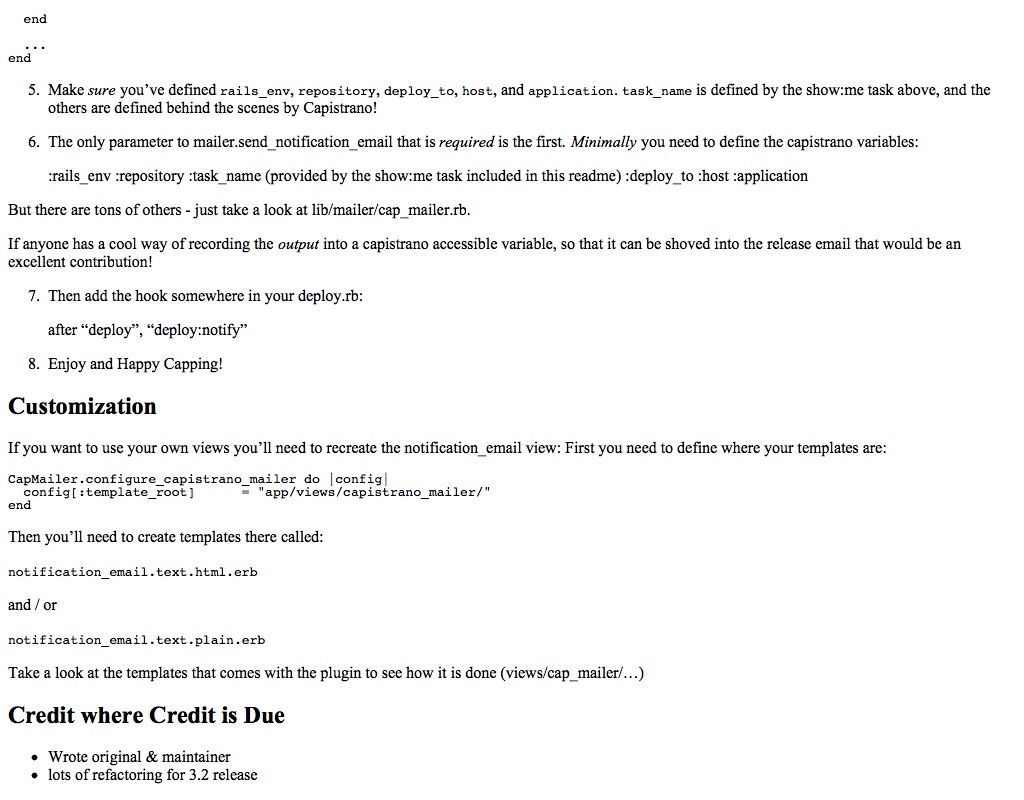 end
...
end
5. Make sure you’ve defined rails_env, repository, deploy_to, host, and application. task_name is defined by the show:me task above, and the
others are defined behind the scenes by Capistrano!
6. The only parameter to mailer.send_notification_email that is required is the first. Minimally you need to define the capistrano variables:
:rails_env :repository :task_name (provided by the show:me task included in this readme) :deploy_to :host :application
But there are tons of others - just take a look at lib/mailer/cap_mailer.rb.
If anyone has a cool way of recording the output into a capistrano accessible variable, so that it can be shoved into the release email that would be an
excellent contribution!
7. Then add the hook somewhere in your deploy.rb:
after “deploy”, “deploy:notify”
8. Enjoy and Happy Capping!
Customization
If you want to use your own views you’ll need to recreate the notification_email view: First you need to define where your templates are:
CapMailer.configure_capistrano_mailer do |config|
config[:template_root] = "app/views/capistrano_mailer/"
end
Then you’ll need to create templates there called:
notification_email.text.html.erb
and / or
notification_email.text.plain.erb
Take a look at the templates that comes with the plugin to see how it is done (views/cap_mailer/…)
Credit where Credit is Due
• Wrote original & maintainer
• lots of refactoring for 3.2 release